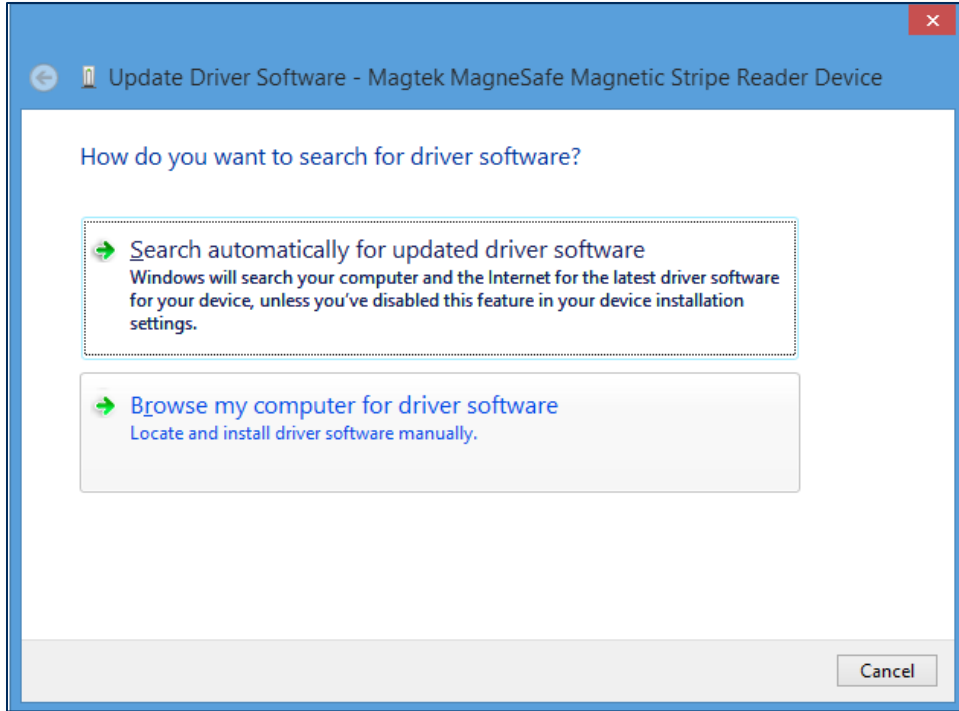 Update Driver Software - Magtek MagneSafe Magnetic Stripe Reader Device
How do you want to search for driver software?
Search automatically for updated driver software
Windows will search your computer and the Internet for the latest driver software
for your device, unless you've disabled this feature in your device installation
settings.
Browse my computer for driver software
Locate and install driver software manually.
Cancel